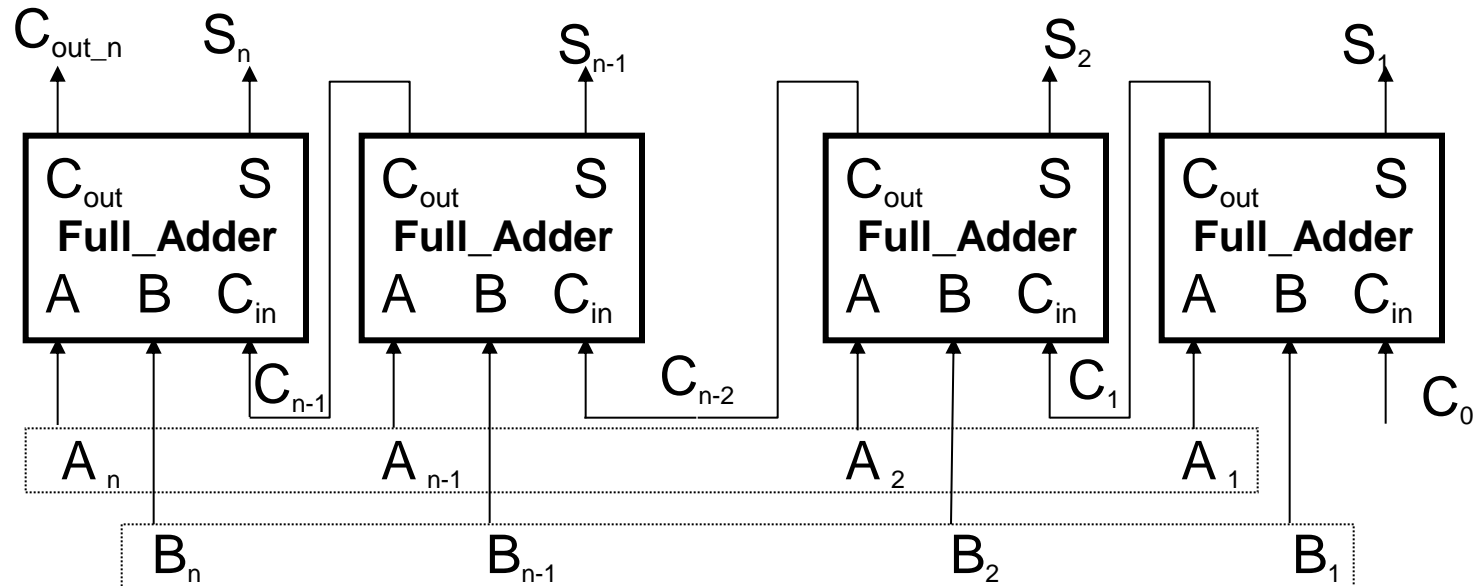 C_out_n S_n S_n-1 S_2 S_1
C_out S C_out S C_out S C_out S
Full_Adder Full_Adder Full_Adder Full_Adder
A B C_in A B C_in A B C_in A B C_in
C_n-1 C_n-2 C_1 C_0
A_n A_n-1 A_2 A_1
B_n B_n-1 B_2 B_1